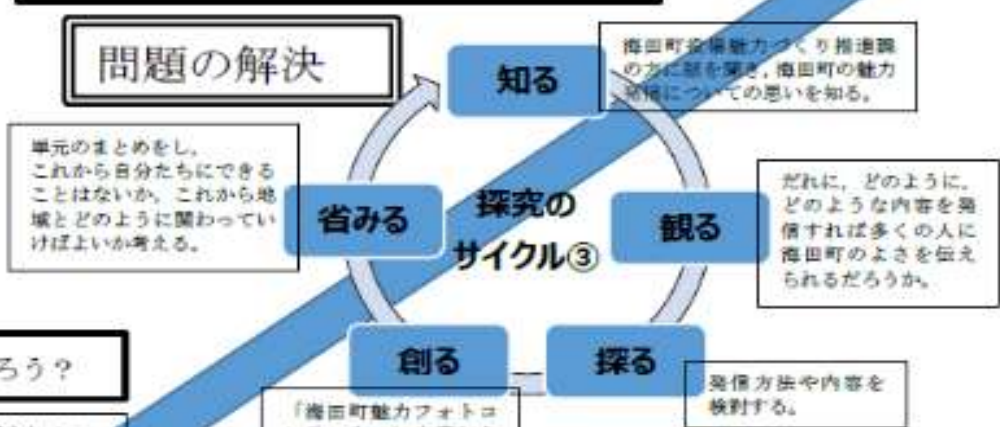 問題の解決
知る
海田町役場魅力づくり推進課
の方に話を聞き、海田町の魅力
発信についての思いを知る。
単元のまとめをし、
これから自分たちにできる
ことはないか、これから地
域とどのように関わってい
けばよいか考える。
省みる
探究の
サイクル③
観る
だれに、どのように、
どのような内容を発
信すれば多くの人に
海田町のよさを伝え
られるだろうか。
ろう？
創る
探る
発信方法や内容を
検討する。
「海田町魅力フォトコ